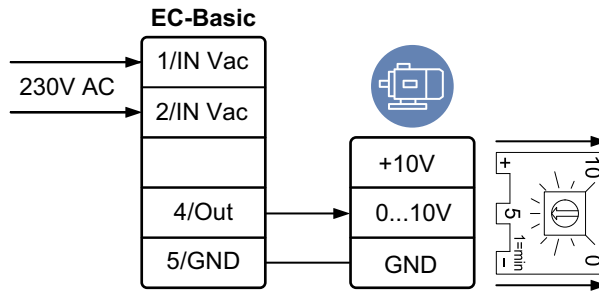 EC-Basic
230V AC
1/IN Vac
2/IN Vac
4/Out
5/GND
+10V
0...10V
GND
+ 10
5
1=min
- 0